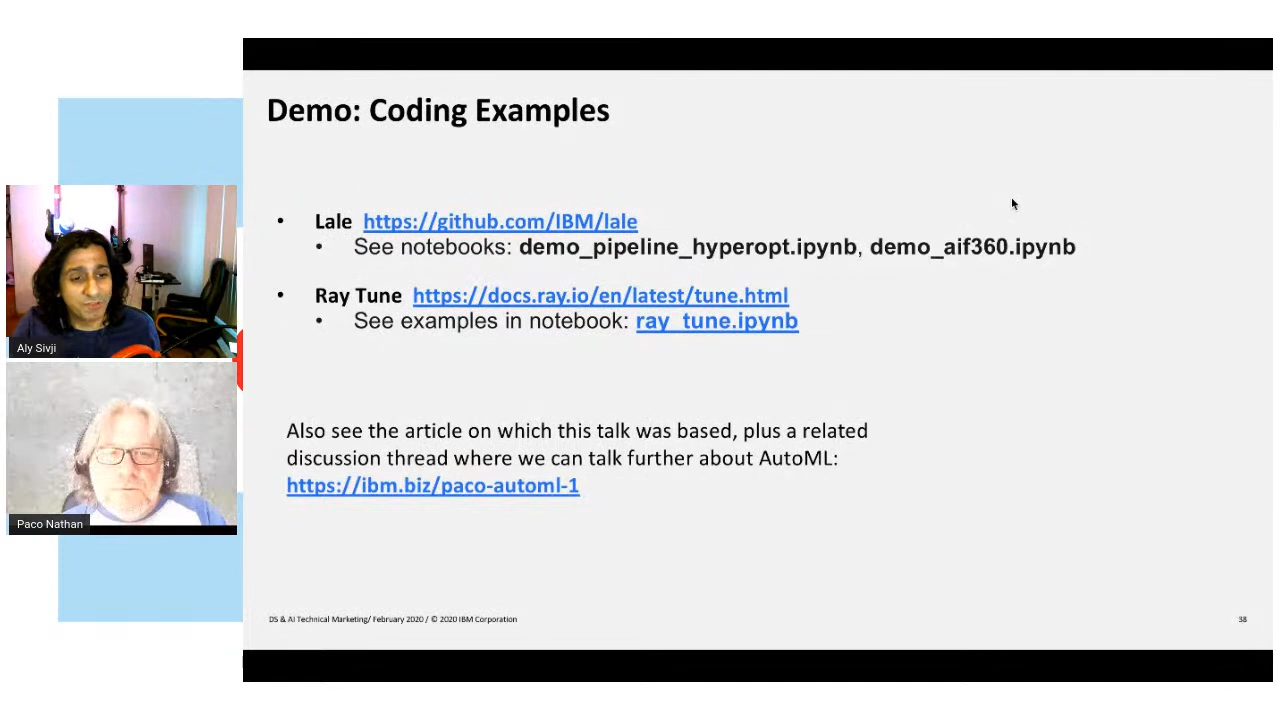 Demo: Coding Examples
• Lale https://github.com/IBM/lale
• See notebooks: demo_pipeline_hyperopt.ipynb, demo_aif360.ipynb
• Ray Tune https://docs.ray.io/en/latest/tune.html
• See examples in notebook: ray_tune.ipynb
Also see the article on which this talk was based, plus a related
discussion thread where we can talk further about AutoML:
https://ibm.biz/paco-automl-1
DS & AI Technical Marketing/ February 2020 / © 2020 IBM Corporation
38
Aly Sivji
Paco Nathan